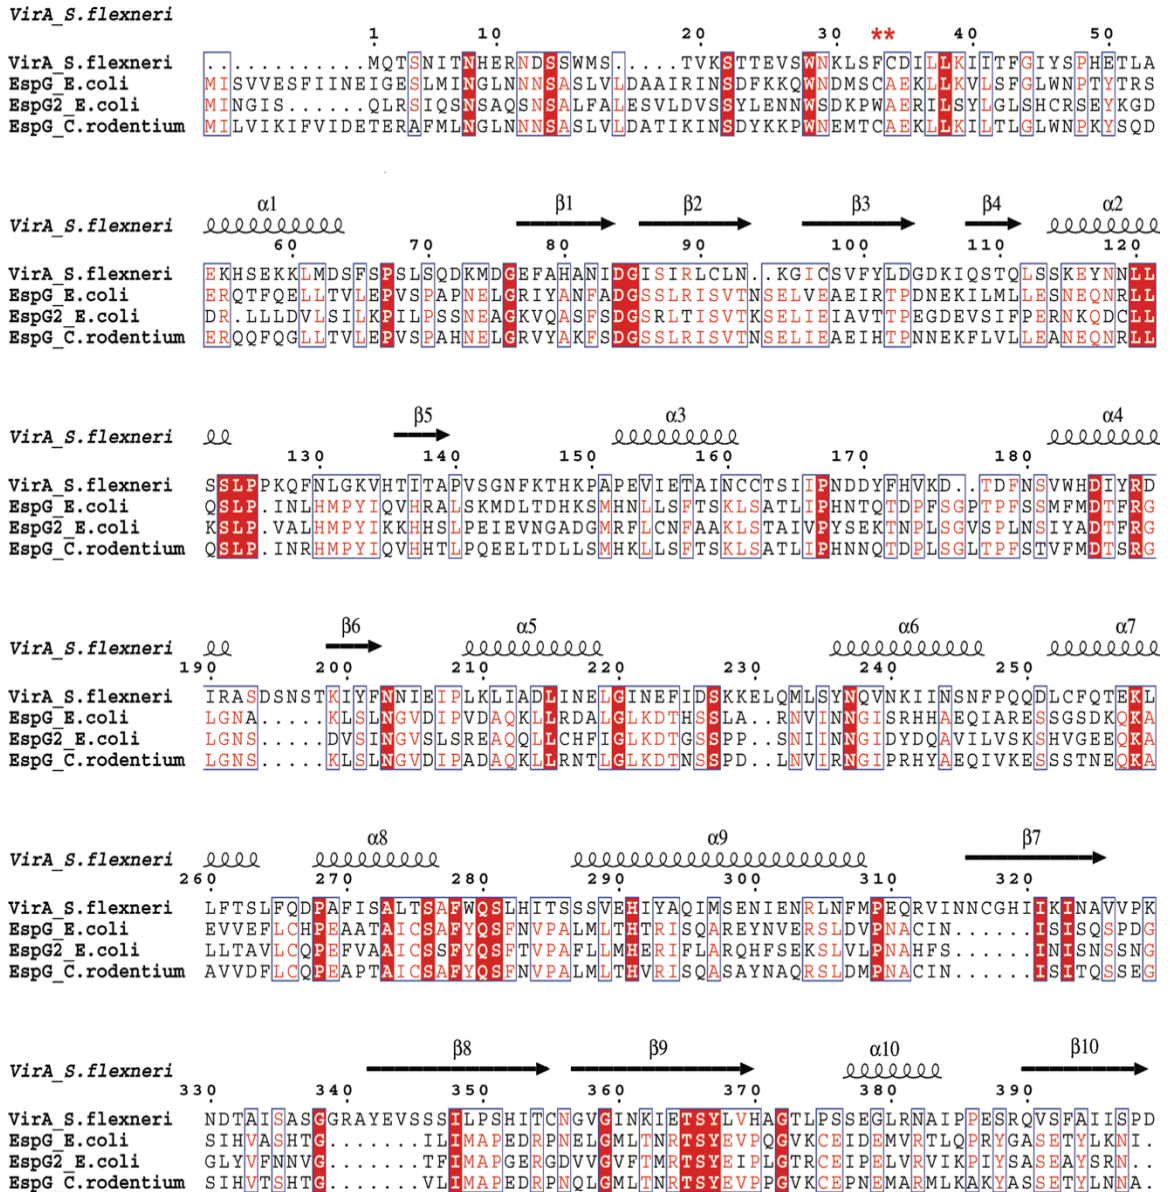 VirA_S.flexneri
1 10 20 30 ** 40 50
VirA_S.flexneri ............MQTSNITNHERNDSSWMS.....TVKSTTEVSWNKLSFCDILLKIITFGIYSPHETLA
EspG_E.coli MISVVESFIINEIGESLMINGLNNNSASLVLDAAIRINSDFKKQWNDMSCAEKLLKVLSFGLWNPTYTRS
EspG2_E.coli MINGIS......QLRSIQSNSAQSNSALFALESVLDVSSYLENNWSDKPWAERILSYLGLSHCRSEYKGD
EspG_C.rodentium MILVIKIFVIDETERAFMLNGLNNNSASLVLDATIKINSDYKKPWNEMTCAEKLLKILTLGLWNPKYSQD
α1 β1 β2 β3 β4 α2
VirA_S.flexneri
60 70 80 90 100 110 120
VirA_S.flexneri EKHSEKKLMDSFSPSLSQDKMDGEFAHANIDGISIRLCLN..KGICSVFYLDGDKIQSTQLSSKEYNNLL
EspG_E.coli ERQTFQELLTVLEPVSPAPNELGRIYANFADGSSLRISVTNSELVEAEIRTPDNEKILMLLESNEQNRLL
EspG2_E.coli DR.LLLDVLSILKPILPSSNEAGKVQASFSDGSRLTISVTKSELIEIAVTTPEGDEVSIFPERNKQDCLL
EspG_C.rodentium ERQQFQGLLTVLEPVSPAHNELGRVYAKFSDGSSLRISVTNSELIEAEIHTPNNEKFLVLLEANEQNRLL
β5 α3 α4
VirA_S.flexneri
130 140 150 160 170 180
VirA_S.flexneri SSLPPKQFNLGKVHTITAPVSGNFKTHKPAPEVIETAINCCTSIIPNDDYFHVKD..TDFNSVWHDIYRD
EspG_E.coli QSLP.INLHMPYIQVHRALSKMDLTDHKSMHNLLSFTSKLSATLIPHNTQTDPFSGPTPFSSMFMDTFRG
EspG2_E.coli KSLP.VALHMPYIKKHHSLPEIEVNGADGMRFLCNFAAKLSTAIVPYSEKTNPLSGVSPLNSIYADTFRG
EspG_C.rodentium QSLP.INRHMPYIQVHHTLPQEELTDLLSMHKLLSFTSKLSATLIPHNNQTDPLSGLTPFSTVFMDTSRG
β6 α5 α6 α7
VirA_S.flexneri
190 200 210 220 230 240 250
VirA_S.flexneri IRASDSNSTKIYFNNIEIPLKLIADLINELGINEFIDSKKELQMLSYNQVNKIINSNFPQQDLCFQTEKL
EspG_E.coli LGNA.....KLSLNGVDIPVDAQKLLRDALGLKDTHSSLA..RNVINNGISRHHAEQIARESSGSDKQKA
EspG2_E.coli LGNS.....DVSINGVSLSREAQQLLCHFIGLKDTGSSPP..SNIINNGIDYDQAVILVSKSHVGEEQKA
EspG_C.rodentium LGNS.....KLSLNGVDIPADAQKLLRNTLGLKDTNSSPD..LNVIRNGIPRHYAEQIVKESSSTNEQKA
α8 α9 β7
VirA_S.flexneri
260 270 280 290 300 310 320
VirA_S.flexneri LFTSLFQDPAFISALTSAFWQSLHITSSSVEHIYAQIMSENIENRLNFMPEQRVINNCGHIIKINAVVPK
EspG_E.coli EVVEFLCHPEAATAICSAFYQSFNVPALMLTHTRISQAREYNVERSLDVPNACIN......ISISQSPDG
EspG2_E.coli LLTAVLCQPEFVAAICSAFYQSFTVPAFLLMHERIFLARQHFSEKSNLVLPNAHFS......INISQSNG
EspG_C.rodentium AVVDFLCQPEAPTAICSAFYQSFNVPALMLTHVRISQASAYNAQRSLDMPNACIN......ISITQSSEG
β8 β9 α10 β10
VirA_S.flexneri
330 340 350 360 370 380 390
VirA_S.flexneri NDTAISASGGRAYEVSSSILPSHITCNGVGINKIETSYLVHAGTLPSSEGLRNAIPPESRQVSFAIISPD
EspG_E.coli SIHVASHTG.......ILIMAPEDRPNELGMLTNRTSYEVPQGVKCEIDEMVRTLQPRYGASETYLKNI.
EspG2_E.coli GLYVFNNVG.......TFIMAPGERGDVVGVFTMRTSYEIPLGTRCEIPELVRVIKPIYSASEAYSRN..
EspG_C.rodentium SIHVTSHTG.......VLIMAPEDRPNQLGMLTNRTSYEVPPGVKCEPNEMARMLKAKYASSETYLNNA.